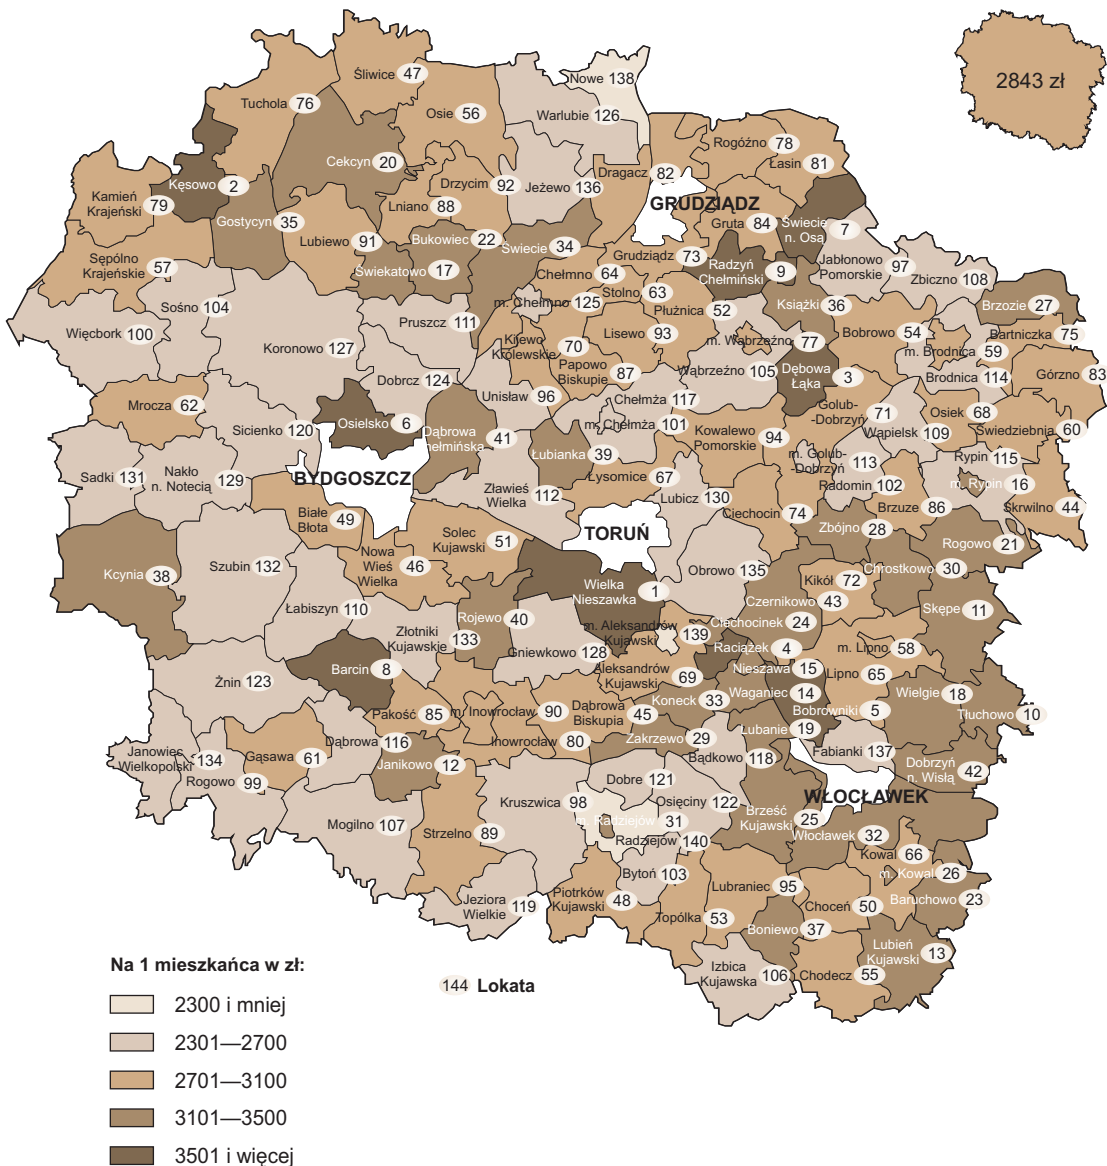 Nowe 138
Śliwice 47
2843 zł
Tuchola 76
Osie 56
Warlubie 126
Rogóźno 78
Cekcyn 20
Łasin 81
Dragacz 82
Kęsowo 2
Drzycim 92
Jeżewo 136
Kamień
Krajeński 79
Lniano 88
GRUDZIĄDZ
Gostycyn 35
Gruta 84
Świecie
n. Osą 7
Lubiewo 91
Bukowiec 22
Świecie 34
Grudziądz 73
Sępólno
Krajeńskie 57
Świekatowo 17
Chełmno 64
Radzyń
Chełmiński 9
Jabłonowo
Pomorskie 97
Zbiczno 108
Sośno 104
m. Chełmno 125
Stolno 63
Płużnica 52
Książki 36
Brzozie 27
Więcbork 100
Pruszcz 111
Lisewo 93
Bobrowo 54
Bartniczka 75
Koronowo 127
Kijewo
Królewskie 70
m. Wąbrzeźno 77
m. Brodnica 59
Papowo
Biskupie 87
Wąbrzeźno 105
Dębowa
Łąka 3
Brodnica 114
Górzno 83
Dobrcz 124
Unisław 96
Chełmża 117
Mrocza 62
Golub-
-Dobrzyń 71
Osiek 68
Sicienko 120
Osielsko 6
Dąbrowa
Chełmińska 41
m. Chełmża 101
Kowalewo
Pomorskie 94
Wąpielsk 109
Świedziebnia 60
Łubianka 39
m. Golub-
-Dobrzyń 113
Rypin 115
Sadki 131
Nakło
n. Notecią 129
BYDGOSZCZ
Łysomice 67
Radomin 102
m. Rypin 16
Zławieś
Wielka 112
Lubicz 130
Białe
Błota 49
Ciechocin 74
Brzuze 86
Skrwilno 44
Solec
Kujawski 51
TORUŃ
Zbójno 28
Rogowo 21
Kcynia 38
Szubin 132
Nowa
Wieś
Wielka 46
Obrowo 135
Kikół 72
Chrostkowo 30
Wielka
Nieszawka 1
Czernikowo 43
Łabiszyn 110
Rojewo 40
Skępe 11
Złotniki
Kujawskie 133
m. Aleksandrów
Kujawski 139
Ciechocinek 24
Gniewkowo 128
Raciążek 4
m. Lipno 58
Barcin 8
Aleksandrów
Kujawski 69
Nieszawa 15
Lipno 65
Żnin 123
Waganiec 14
Wielgie 18
Pakość 85
m. Inowrocław 90
Dąbrowa
Biskupia 45
Koneck 33
Bobrowniki 5
Tłuchowo 10
Lubanie 19
Dąbrowa 116
Inowrocław 80
Zakrzewo 29
Fabianki 137
Janowiec
Wielkopolski 134
Gąsawa 61
Janikowo 12
Bądkowo 118
Dobrzyń
n. Wisłą 42
Rogowo 99
Dobre 121
Osięciny 122
WŁOCŁAWEK
Kruszwica 98
Brześć
Kujawski 25
Mogilno 107
Strzelno 89
m. Radziejów 31
Włocławek 32
Radziejów 140
Kowal 66
Bytoń 103
m. Kowal 26
Lubraniec 95
Baruchowo 23
Jeziora
Wielkie 119
Piotrków
Kujawski 48
Choceń 50
Topólka 53
Boniewo 37
Lubień
Kujawski 13
Izbica
Kujawska 106
Chodecz 55
Na 1 mieszkańca w zł:
144 Lokata
2300 i mniej
2301—2700
2701—3100
3101—3500
3501 i więcej